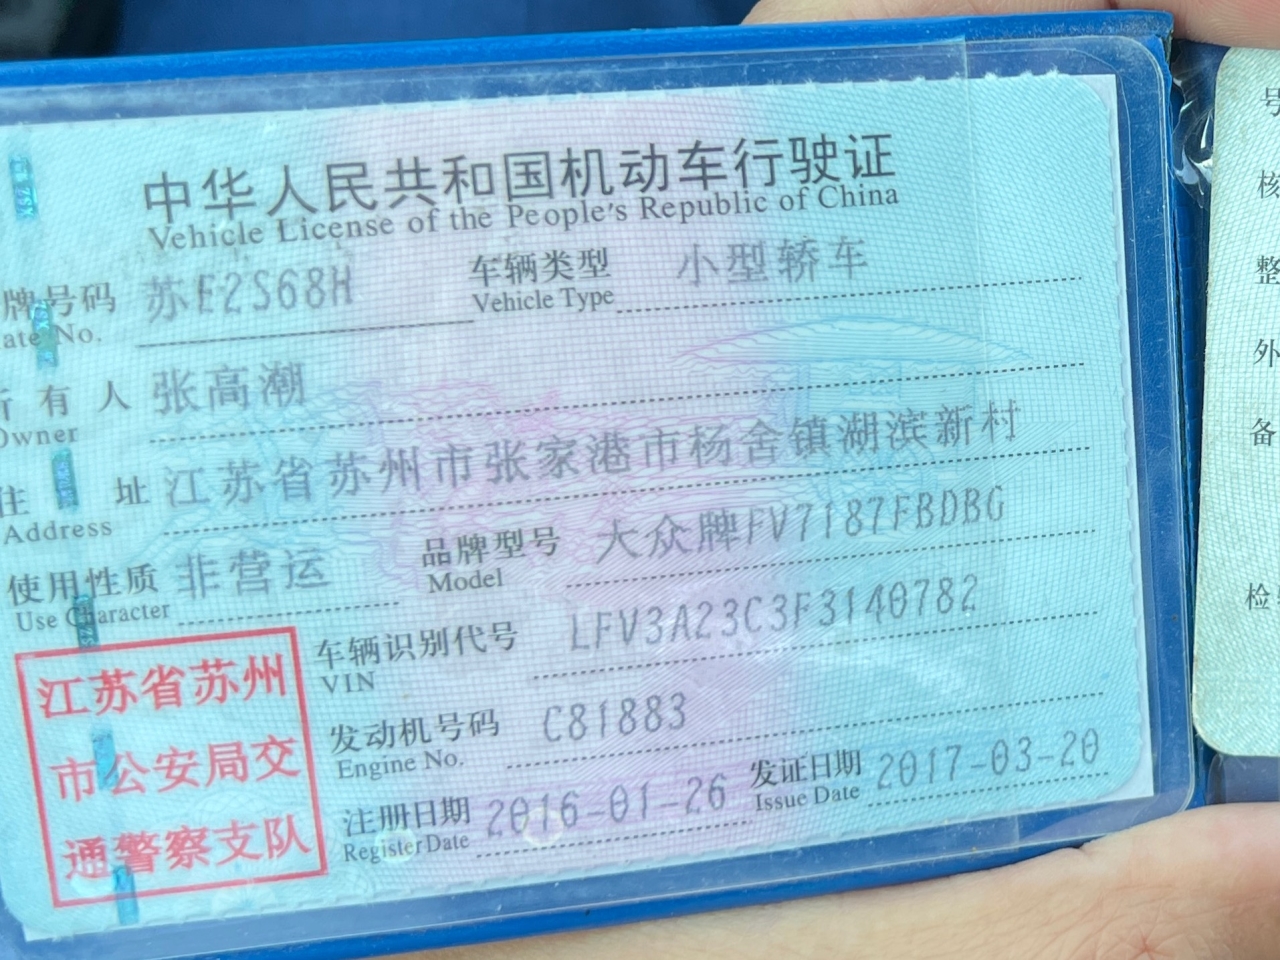 中华人民共和国机动车行驶证
Vehicle License of the People's Republic of China
牌号码 苏E2S68H 车辆类型 小型轿车
ate No. Vehicle Type
所有人 张高潮
Owner
住址 江苏省苏州市张家港市杨舍镇湖滨新村
Address
使用性质 非营运 品牌型号 大众牌FV7187FBDBG
Use Character Model
江苏省苏州
市公安局交
通警察支队
车辆识别代号 LFV3A23C3F3140782
VIN
发动机号码 C81883
Engine No.
注册日期 2016-01-26 发证日期 2017-03-20
Register Date Issue Date
号
核
整
外
备
检